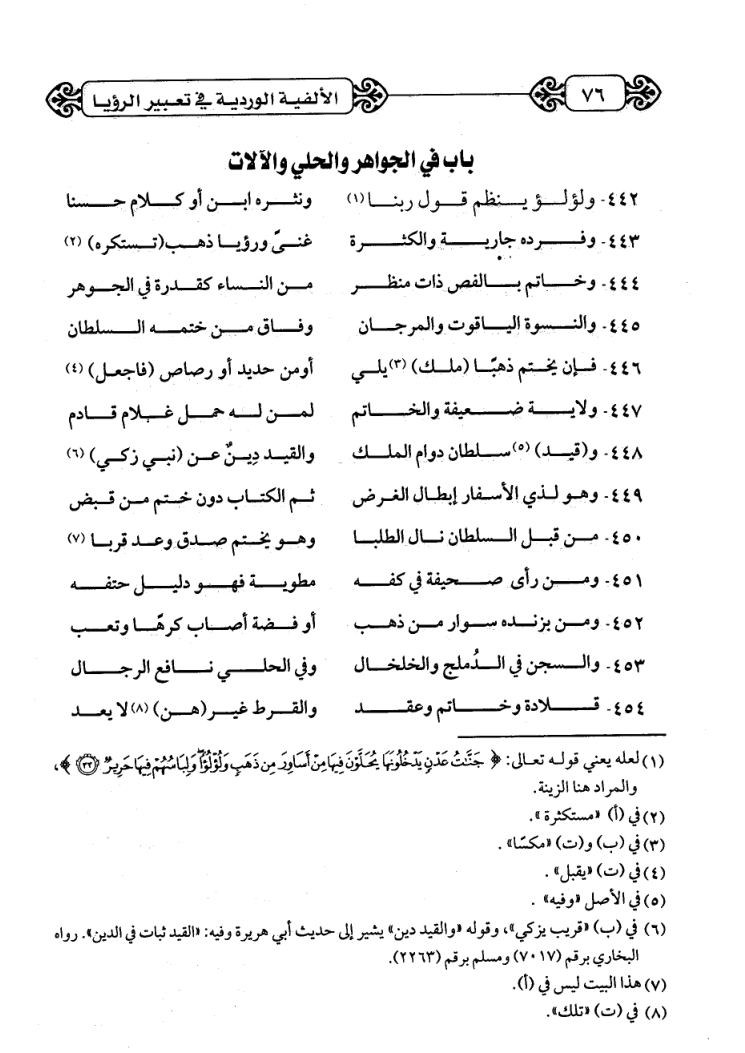 ٧٦
الألفية الوردية في تعبير الرؤيا
باب في الجواهر والحلي والآلات
٤٤٢- ولؤلؤ ينظم قول ربنا (١) ونثره ابن أو كلام حسنا
٤٤٣- وفرده جارية والكثرة غنىً ورؤيا ذهب (تستكره) (٢)
٤٤٤- وخاتم بالفص ذات منظر من النساء كقدرة في الجوهر
٤٤٥- والنسوة الياقوت والمرجان وفاق من ختمه السلطان
٤٤٦- فإن يختم ذهبًا (ملك) (٣) يلي أومن حديد أو رصاص (فاجعل) (٤)
٤٤٧- ولاية ضعيفة والخاتم لمن له حمل غلام قادم
٤٤٨- و(قيد) (٥) سلطان دوام الملك والقيد دِينٌ عن (نبي زكي) (٦)
٤٤٩- وهو لذي الأسفار إبطال الغرض ثم الكتاب دون ختم من قبض
٤٥٠- من قبل السلطان نال الطلبا وهو بختم صدق وعد قربا (٧)
٤٥١- ومن رأى صحيفة في كفه مطوية فهو دليل حتفه
٤٥٢- ومن بزنده سوار من ذهب أو فضة أصاب كرهًا وتعب
٤٥٣- والسجن في الدُملج والخلخال وفي الحلي نافع الرجال
٤٥٤- قلادة وخاتم وعقد والقرط غير (هن) (٨) لا يعد
(١) لعله يعني قوله تعالى: ﴿ جَنَّـٰتُ عَدۡنٍ يَدۡخُلُونَهَا يُحَلَّوۡنَ فِيهَا مِنۡ أَسَاوِرَ مِن ذَهَبٍ وَلُؤۡلُؤًاۖ وَلِبَاسُهُمۡ فِيهَا حَرِيرٌ ٣٣ ﴾،
والمراد هنا الزينة.
(٢) في (أ) «مستكثرة».
(٣) في (ب) و(ت) «مكسًا».
(٤) في (ت) «يقبل».
(٥) في الأصل «وفيه».
(٦) في (ب) «قريب يزكي»، وقوله «والقيد دين» يشير إلى حديث أبي هريرة وفيه: «القيد ثبات في الدين». رواه
البخاري برقم (٧٠١٧) ومسلم برقم (٢٢٦٣).
(٧) هذا البيت ليس في (أ).
(٨) في (ت) «تلك».